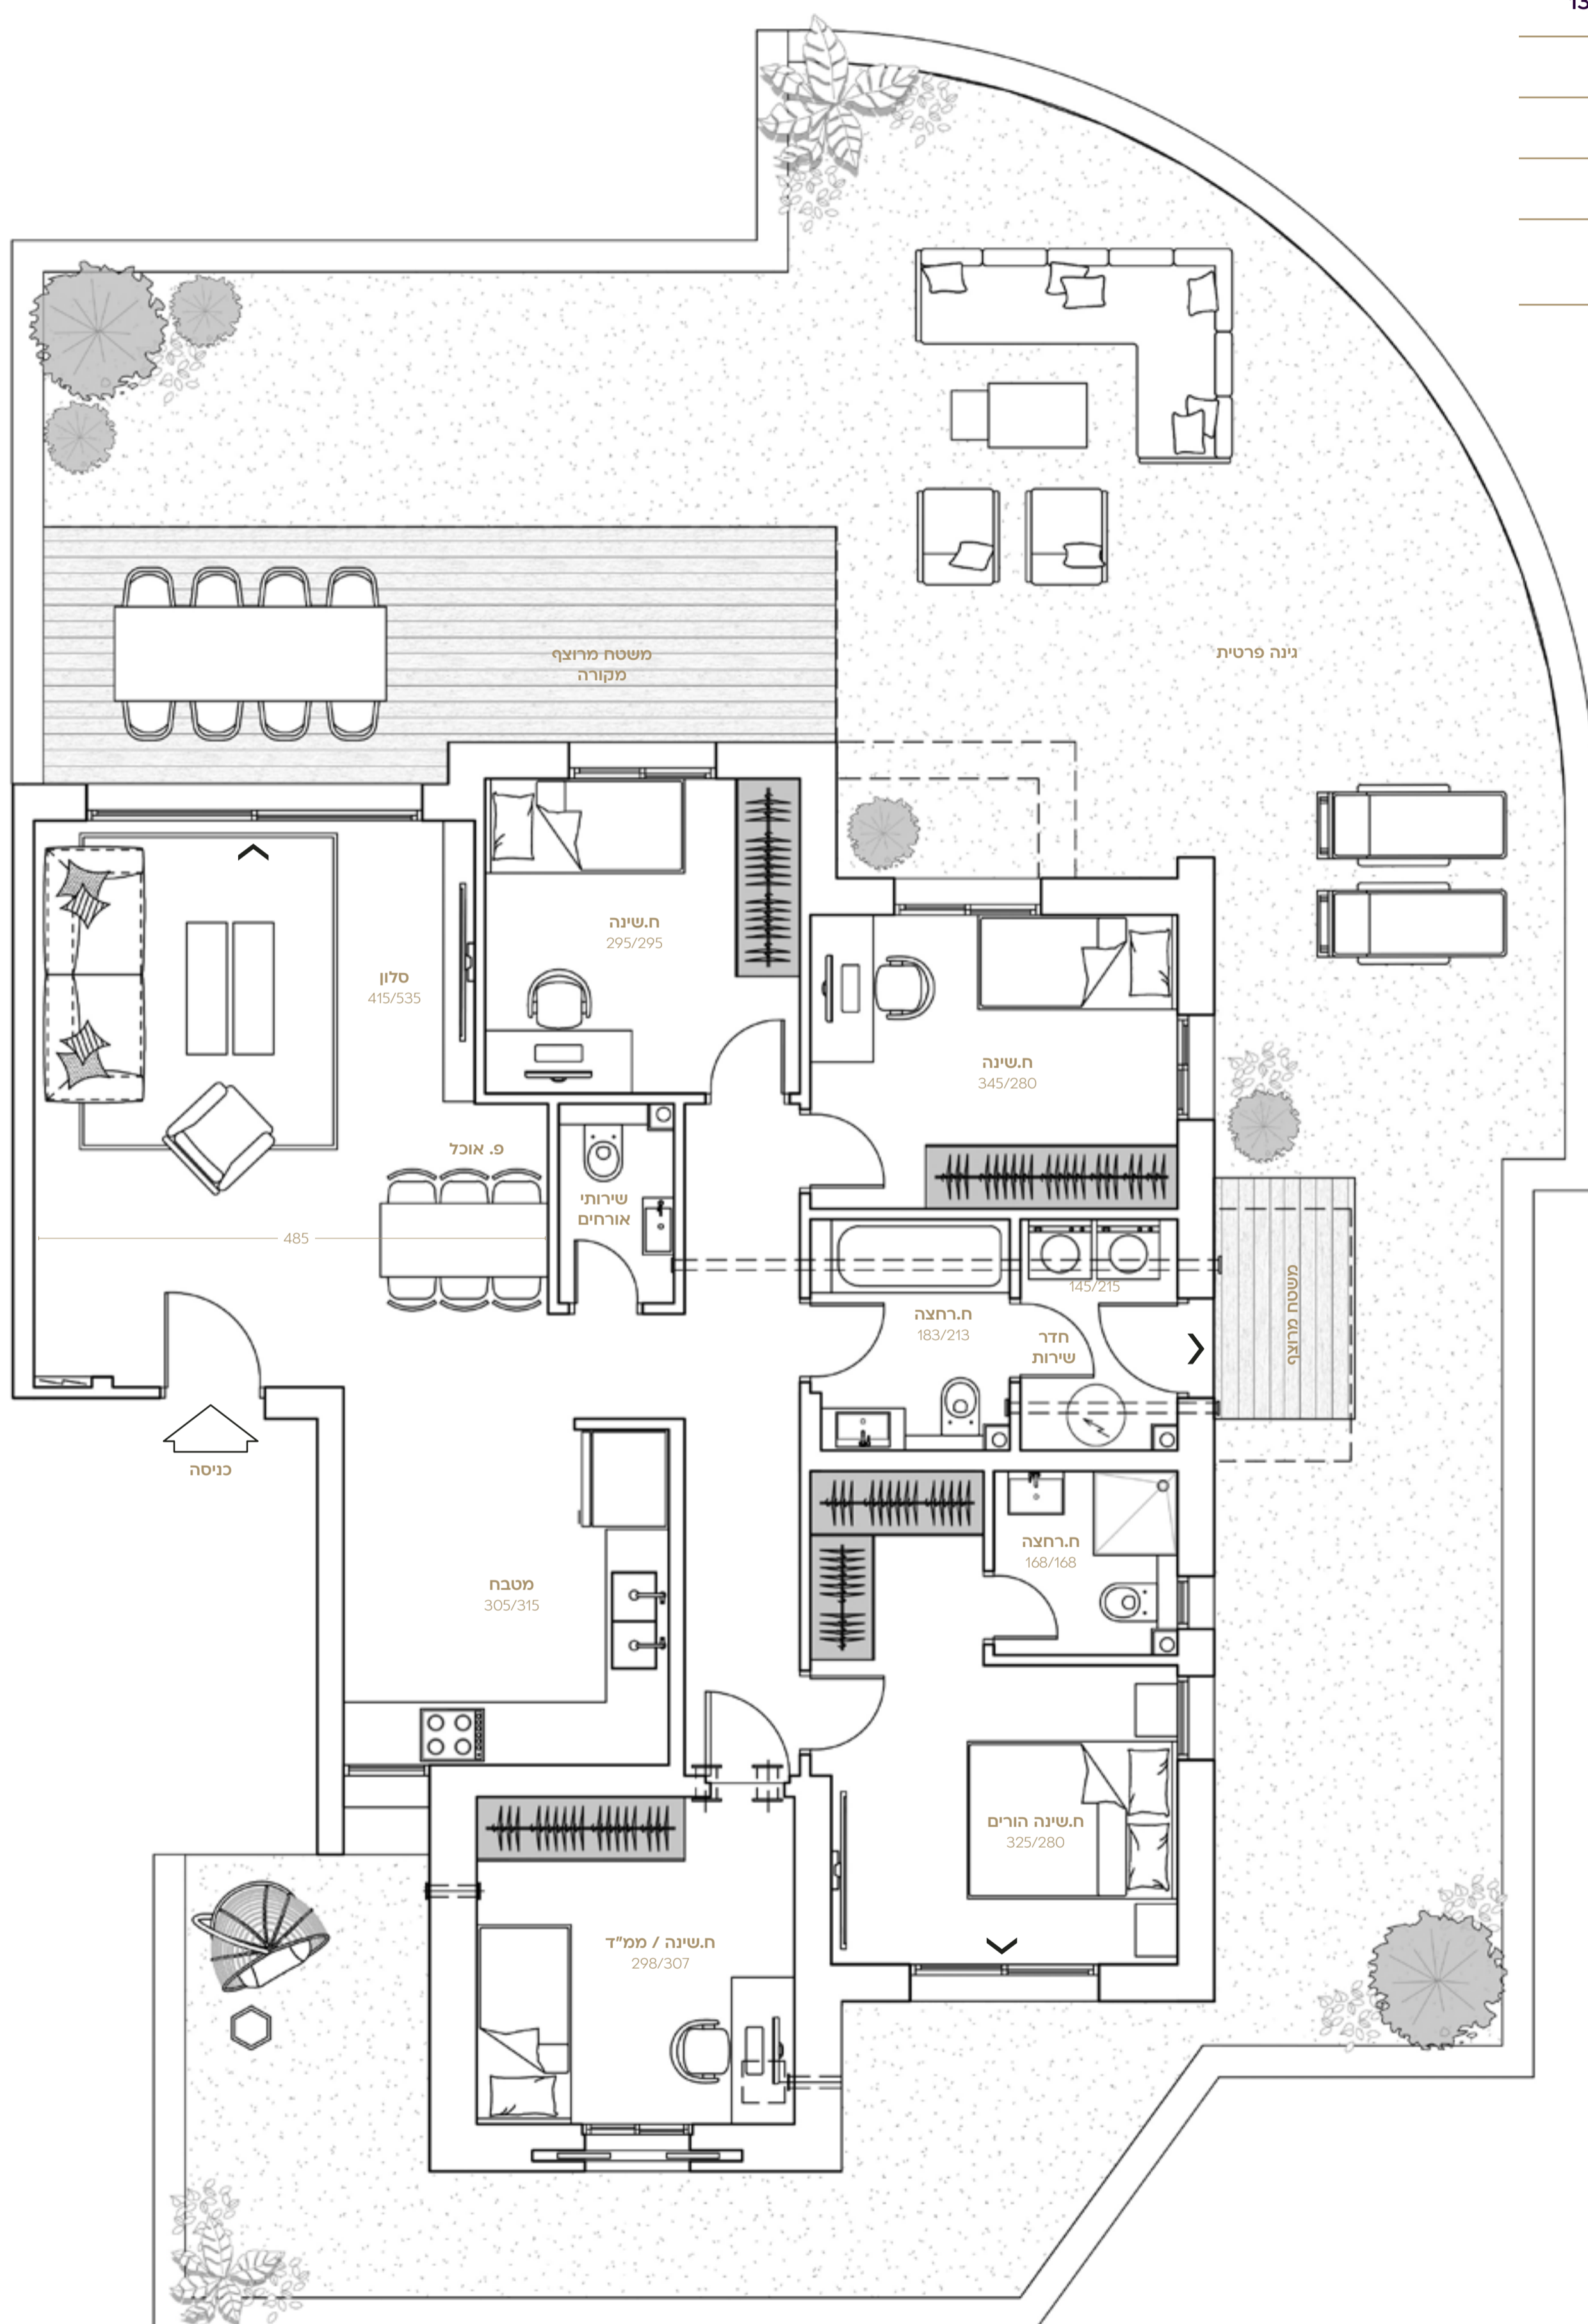 13
משטח מרוצף
מקורה
גינה פרטית
ח.שינה
295/295
סלון
415/535
ח.שינה
345/280
פ. אוכל
שירותי
אורחים
485
145/215
ח.רחצה
183/213
חדר
שירות
משטח מרוצף
כניסה
ח.רחצה
168/168
מטבח
305/315
ח.שינה הורים
325/280
ח.שינה / ממ"ד
298/307